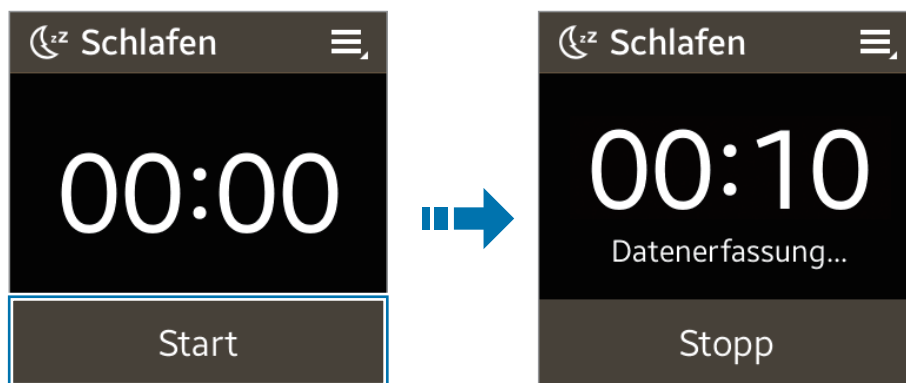 Schlafen
00:00
Start
Schlafen
00:10
Datenerfassung...
Stopp